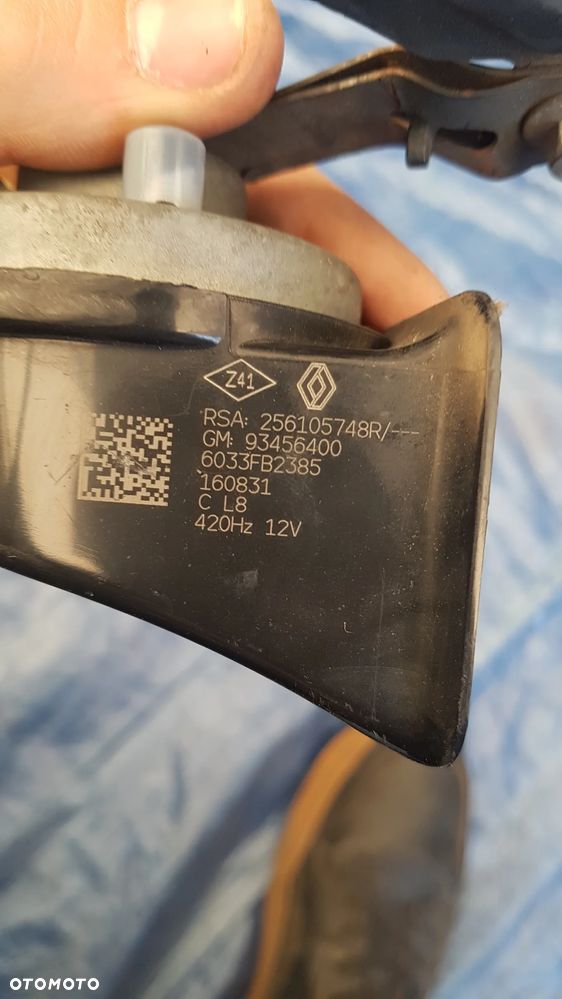 Z41
RSA: 256105748R/---
GM: 93456400
6033FB2385
160831
C L8
420Hz 12V
OTOMOTO